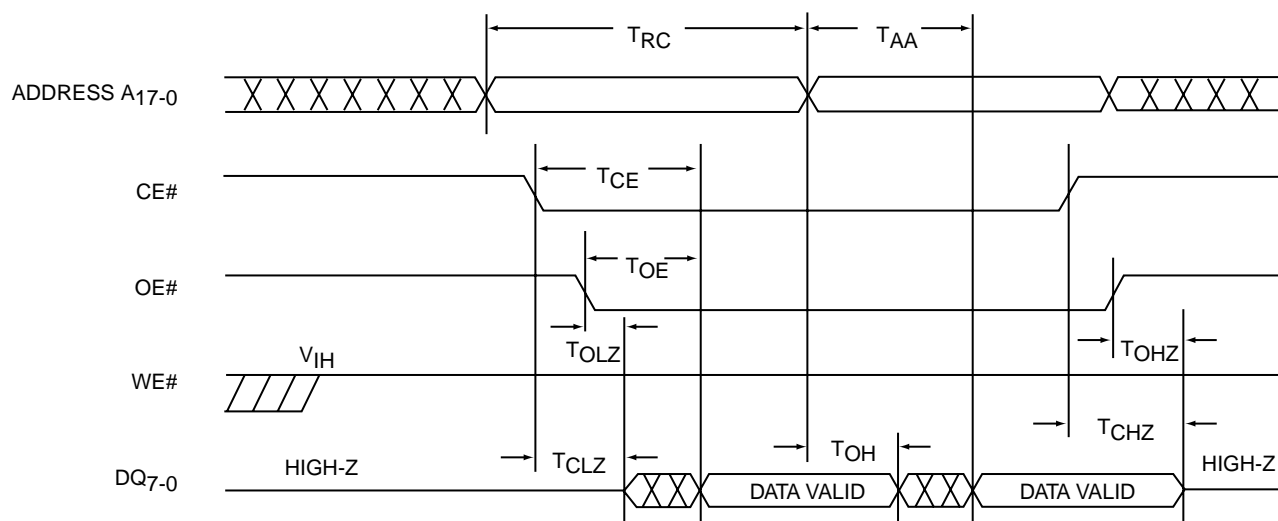 TRC TAA
ADDRESS A17-0
TCE
CE#
TOE
OE#
TOLZ TOHZ
VIH
WE#
TCLZ TOH TCHZ
HIGH-Z HIGH-Z
DQ7-0 DATA VALID DATA VALID